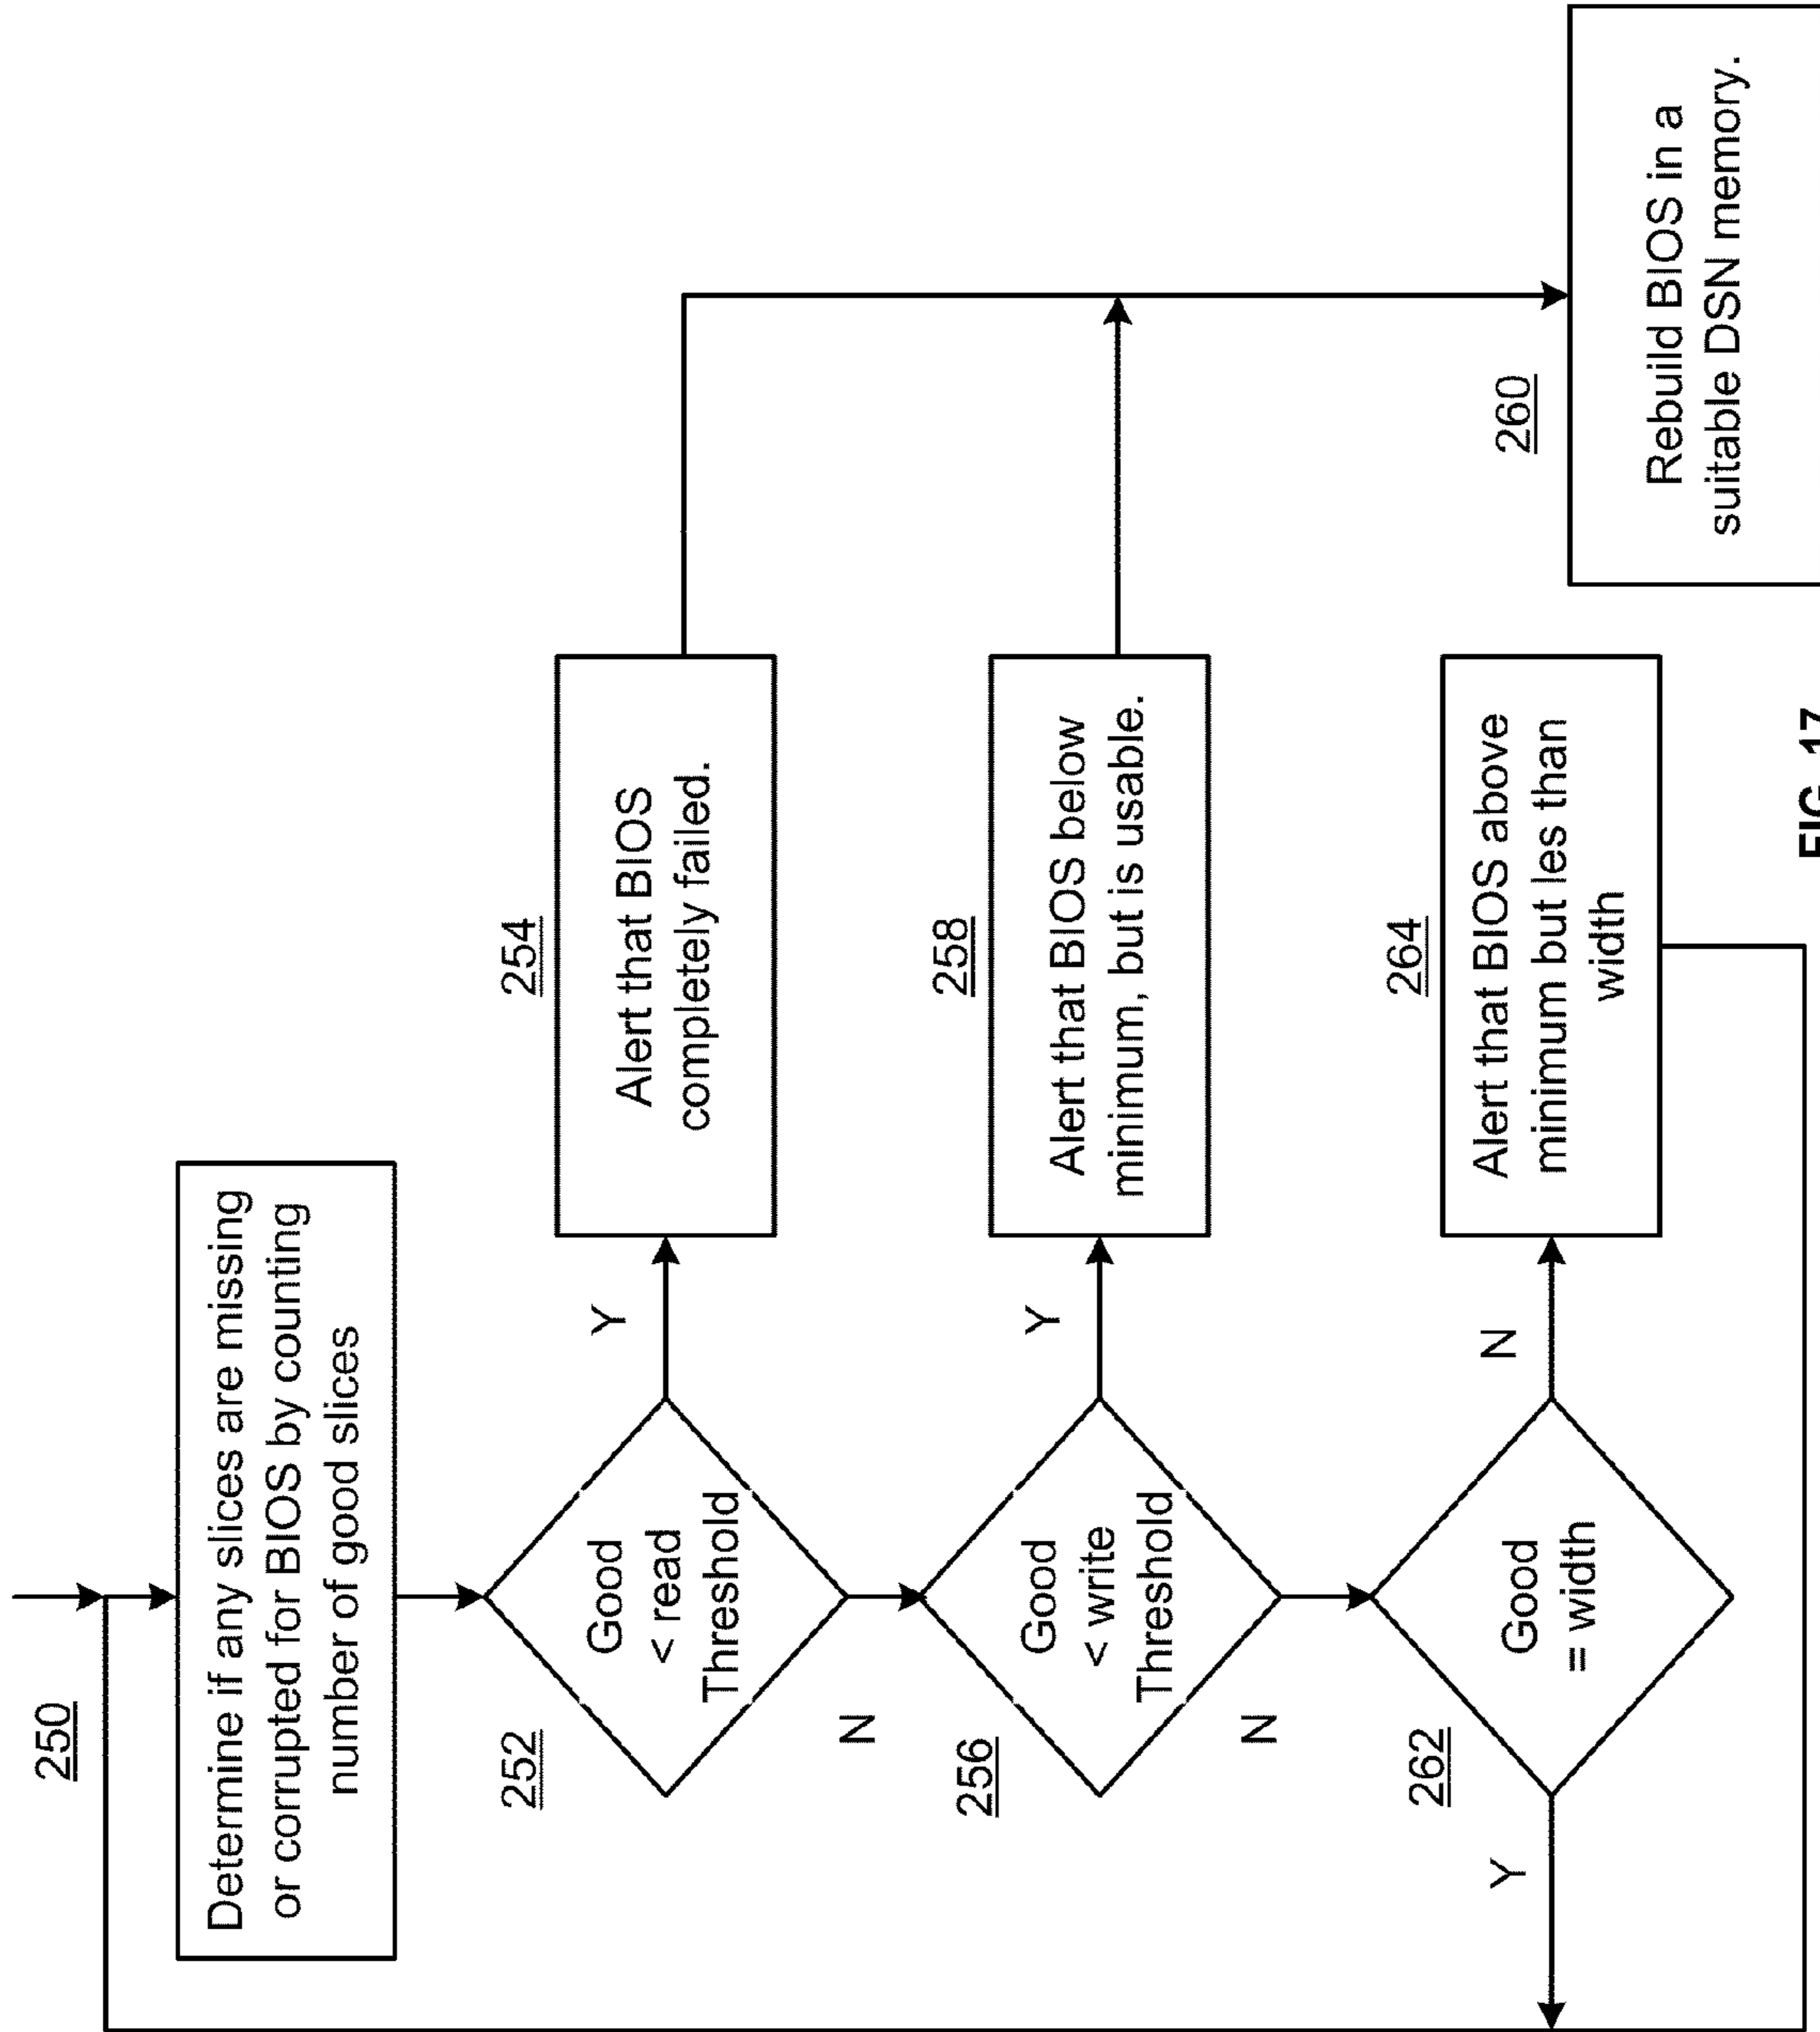 250
Determine if any slices are missing
or corrupted for BIOS by counting
number of good slices
252
Good
< read
Threshold
Y
N
254
Alert that BIOS
completely failed.
256
Good
< write
Threshold
Y
N
258
Alert that BIOS below
minimum, but is usable.
262
Good
= width
Y
N
264
Alert that BIOS above
minimum but les than
width
260
Rebuild BIOS in a
suitable DSN memory.
FIG. 17